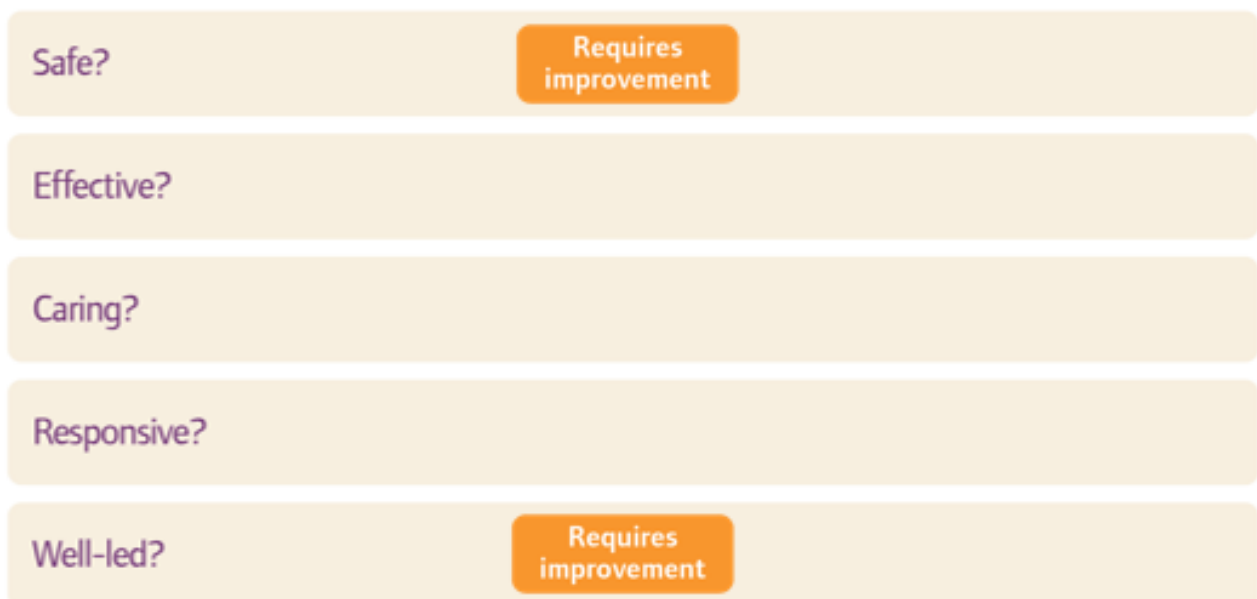 Safe?
Requires
improvement
Effective?
Caring?
Responsive?
Well-led?
Requires
improvement